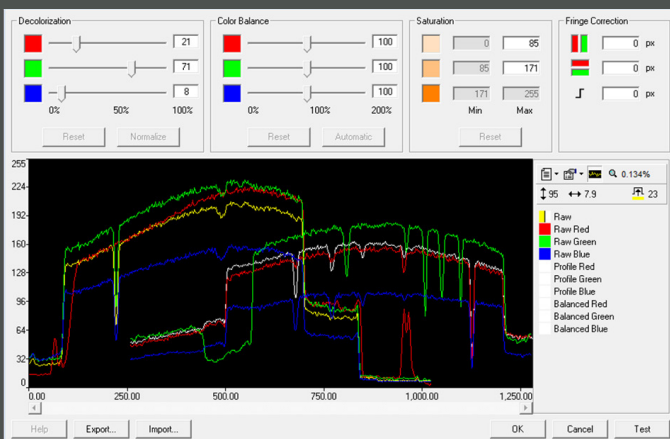 Decolorization
21
71
8
0% 50% 100%
Reset Normalize
Color Balance
100
100
100
0% 100% 200%
Reset Automatic
Saturation
0 85
85 171
171 255
Min Max
Reset
Fringe Correction
0 px
0 px
0 px
255
224
192
160
128
96
64
32
0
0.00 250.00 500.00 750.00 1,000.00 1,250.00
0.134%
95 7.9 23
Raw
Raw Red
Raw Green
Raw Blue
Profile Red
Profile Green
Profile Blue
Balanced Red
Balanced Green
Balanced Blue
Help Export... Import... OK Cancel Test